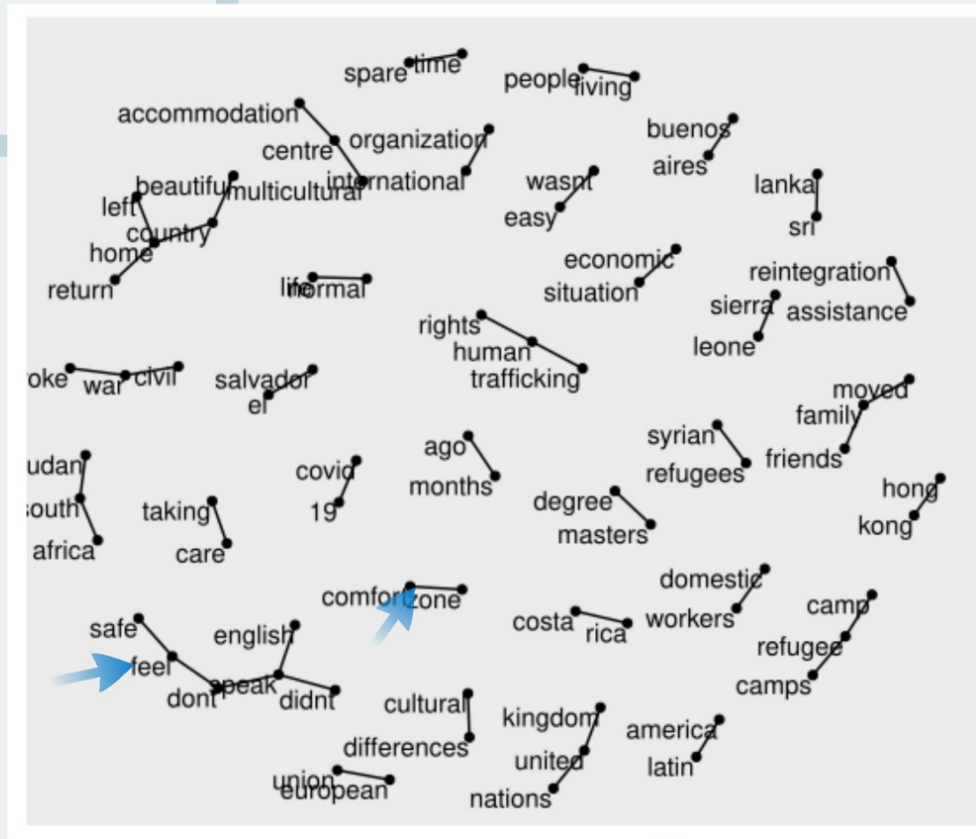 spare time
people living
accommodation
centre
multicultural
organization
international
buenos
aires
wasnt
easy
lanka
sri
beautiful
left
country
home
return
life normal
economic
situation
reintegration
assistance
sierra
leone
rights
human
trafficking
oke war civil
salvador
el
moved
family
friends
udan
south
africa
taking
care
covid
19
ago
months
syrian
refugees
degree
masters
hong
kong
comfort zone
costa rica
domestic
workers
camp
refugee
camps
safe
feel
dont
speak
english
didnt
cultural
differences
kingdom
united
nations
america
latin
union
european